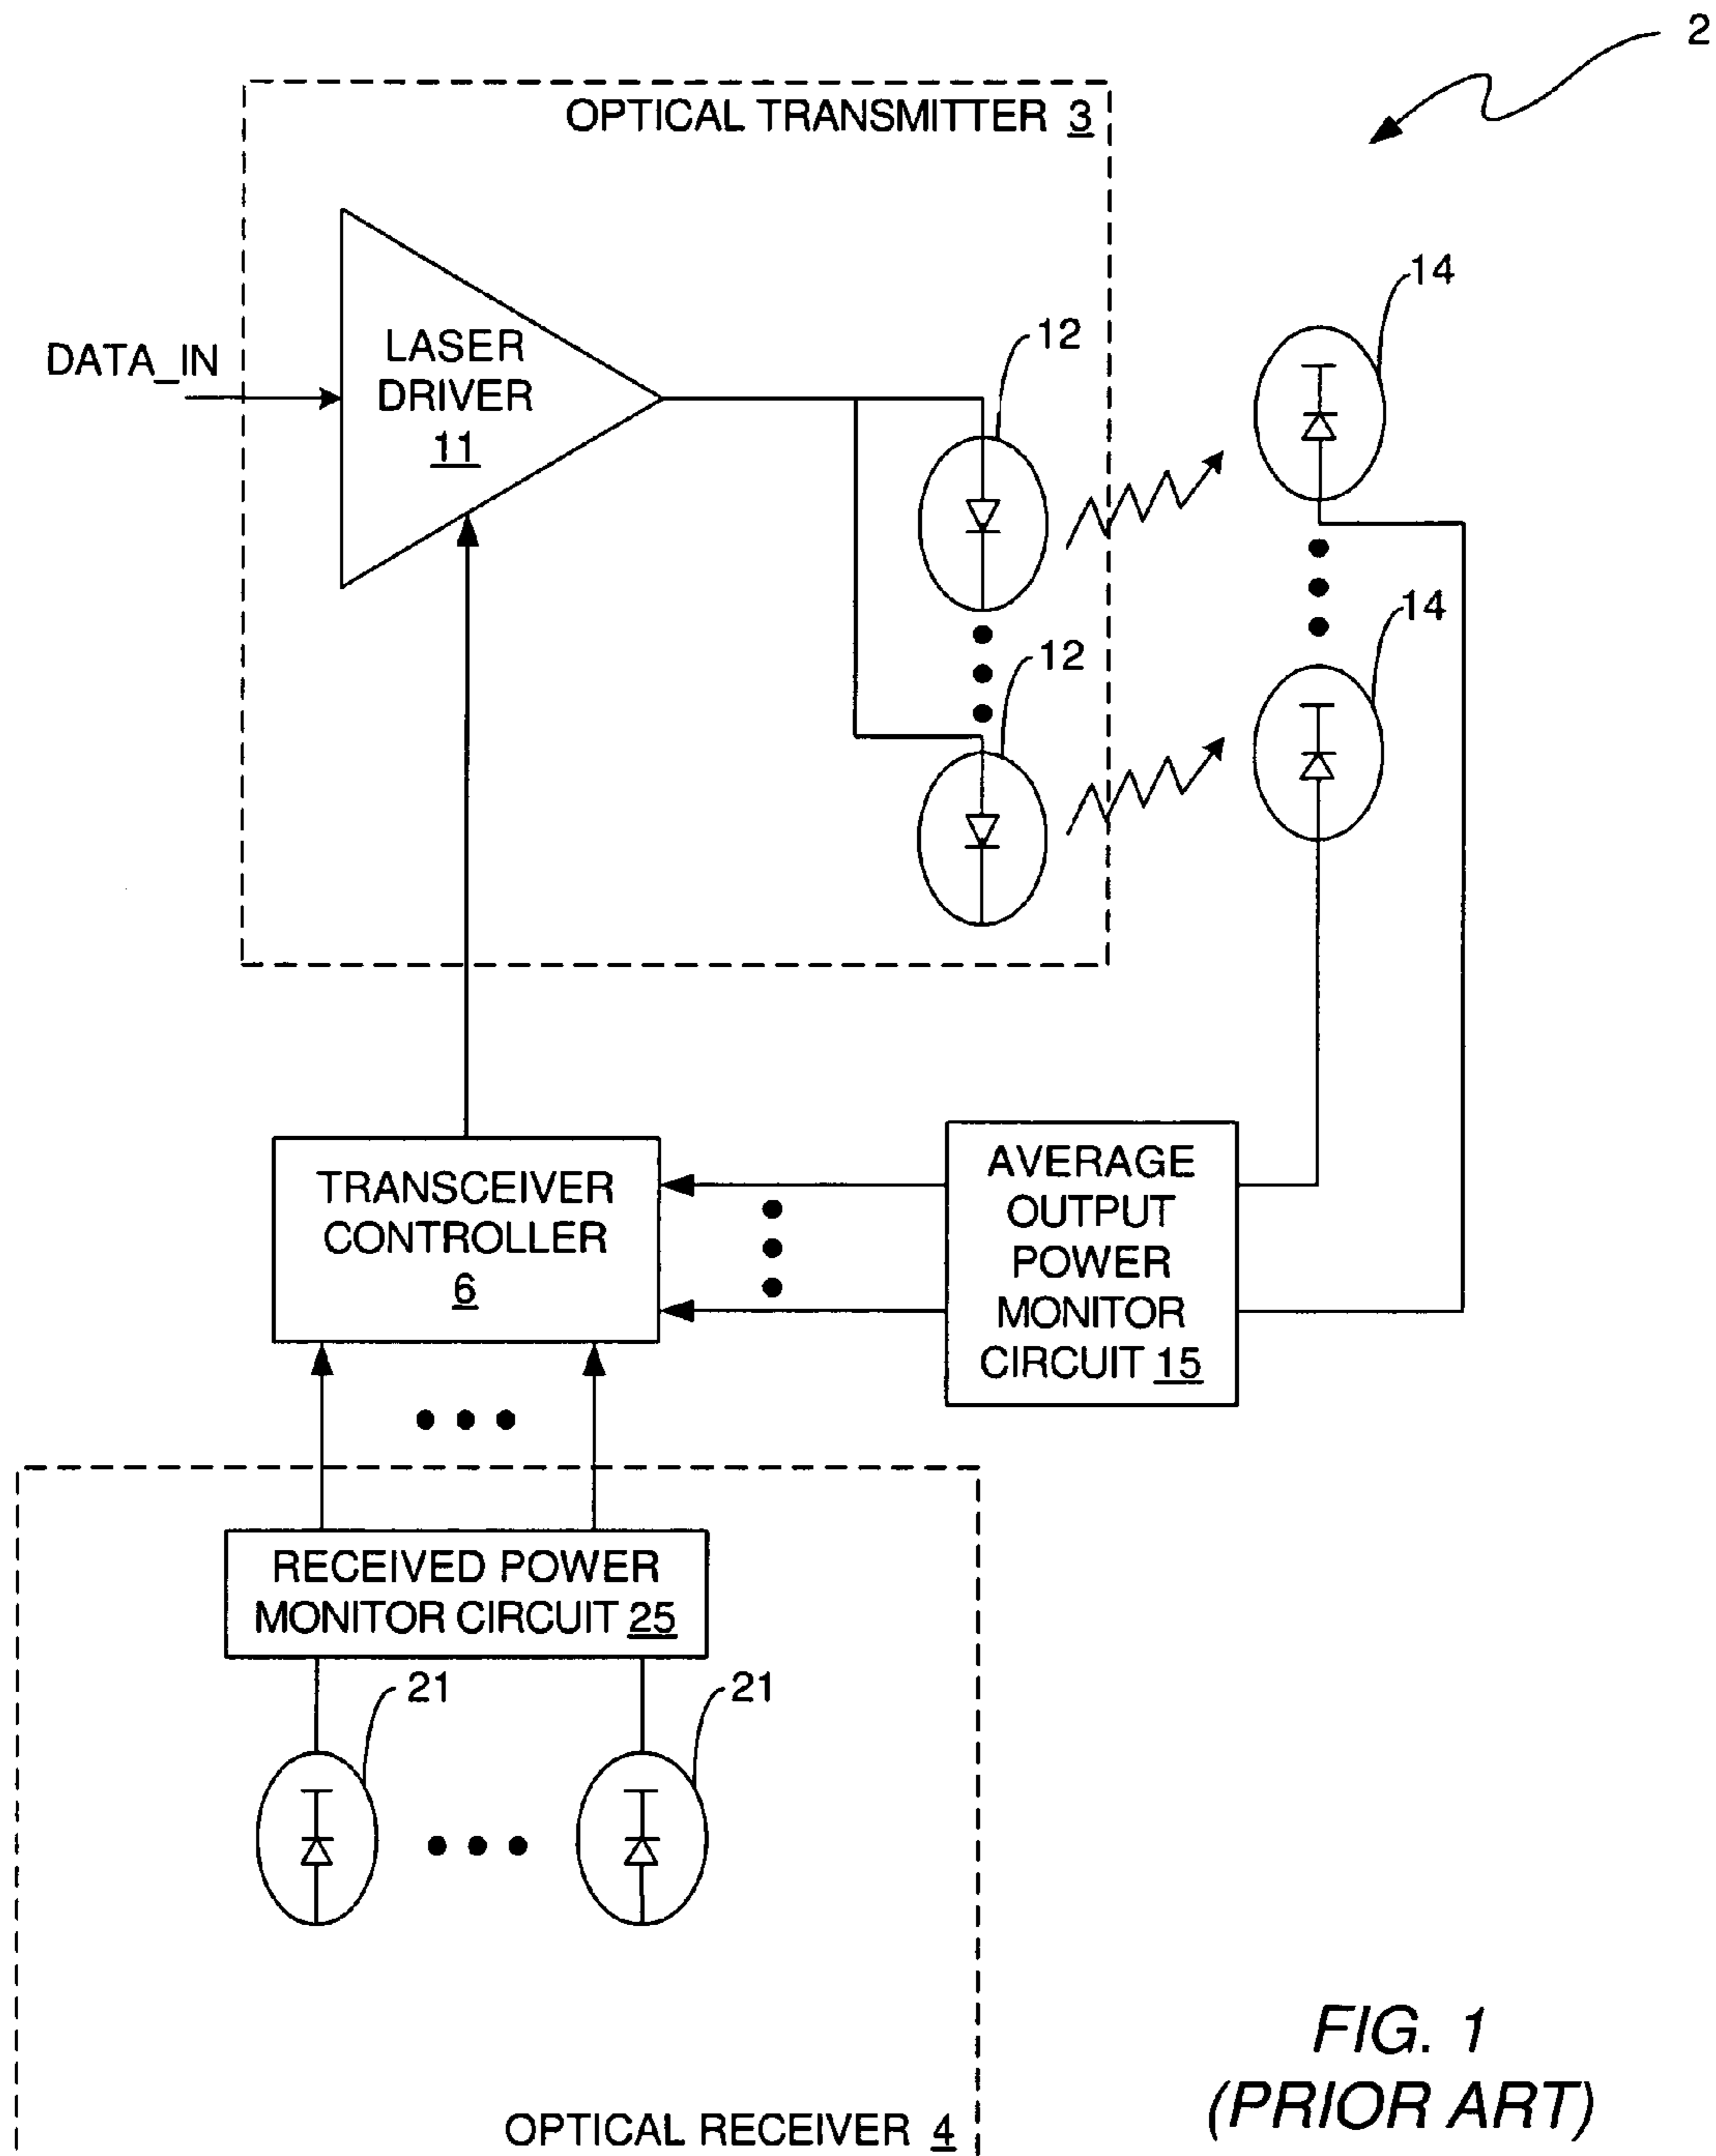 2
OPTICAL TRANSMITTER 3
14
12
DATA_IN
LASER
DRIVER
11
14
12
TRANSCEIVER
CONTROLLER
6
AVERAGE
OUTPUT
POWER
MONITOR
CIRCUIT 15
RECEIVED POWER
MONITOR CIRCUIT 25
21
21
OPTICAL RECEIVER 4
FIG. 1
(PRIOR ART)